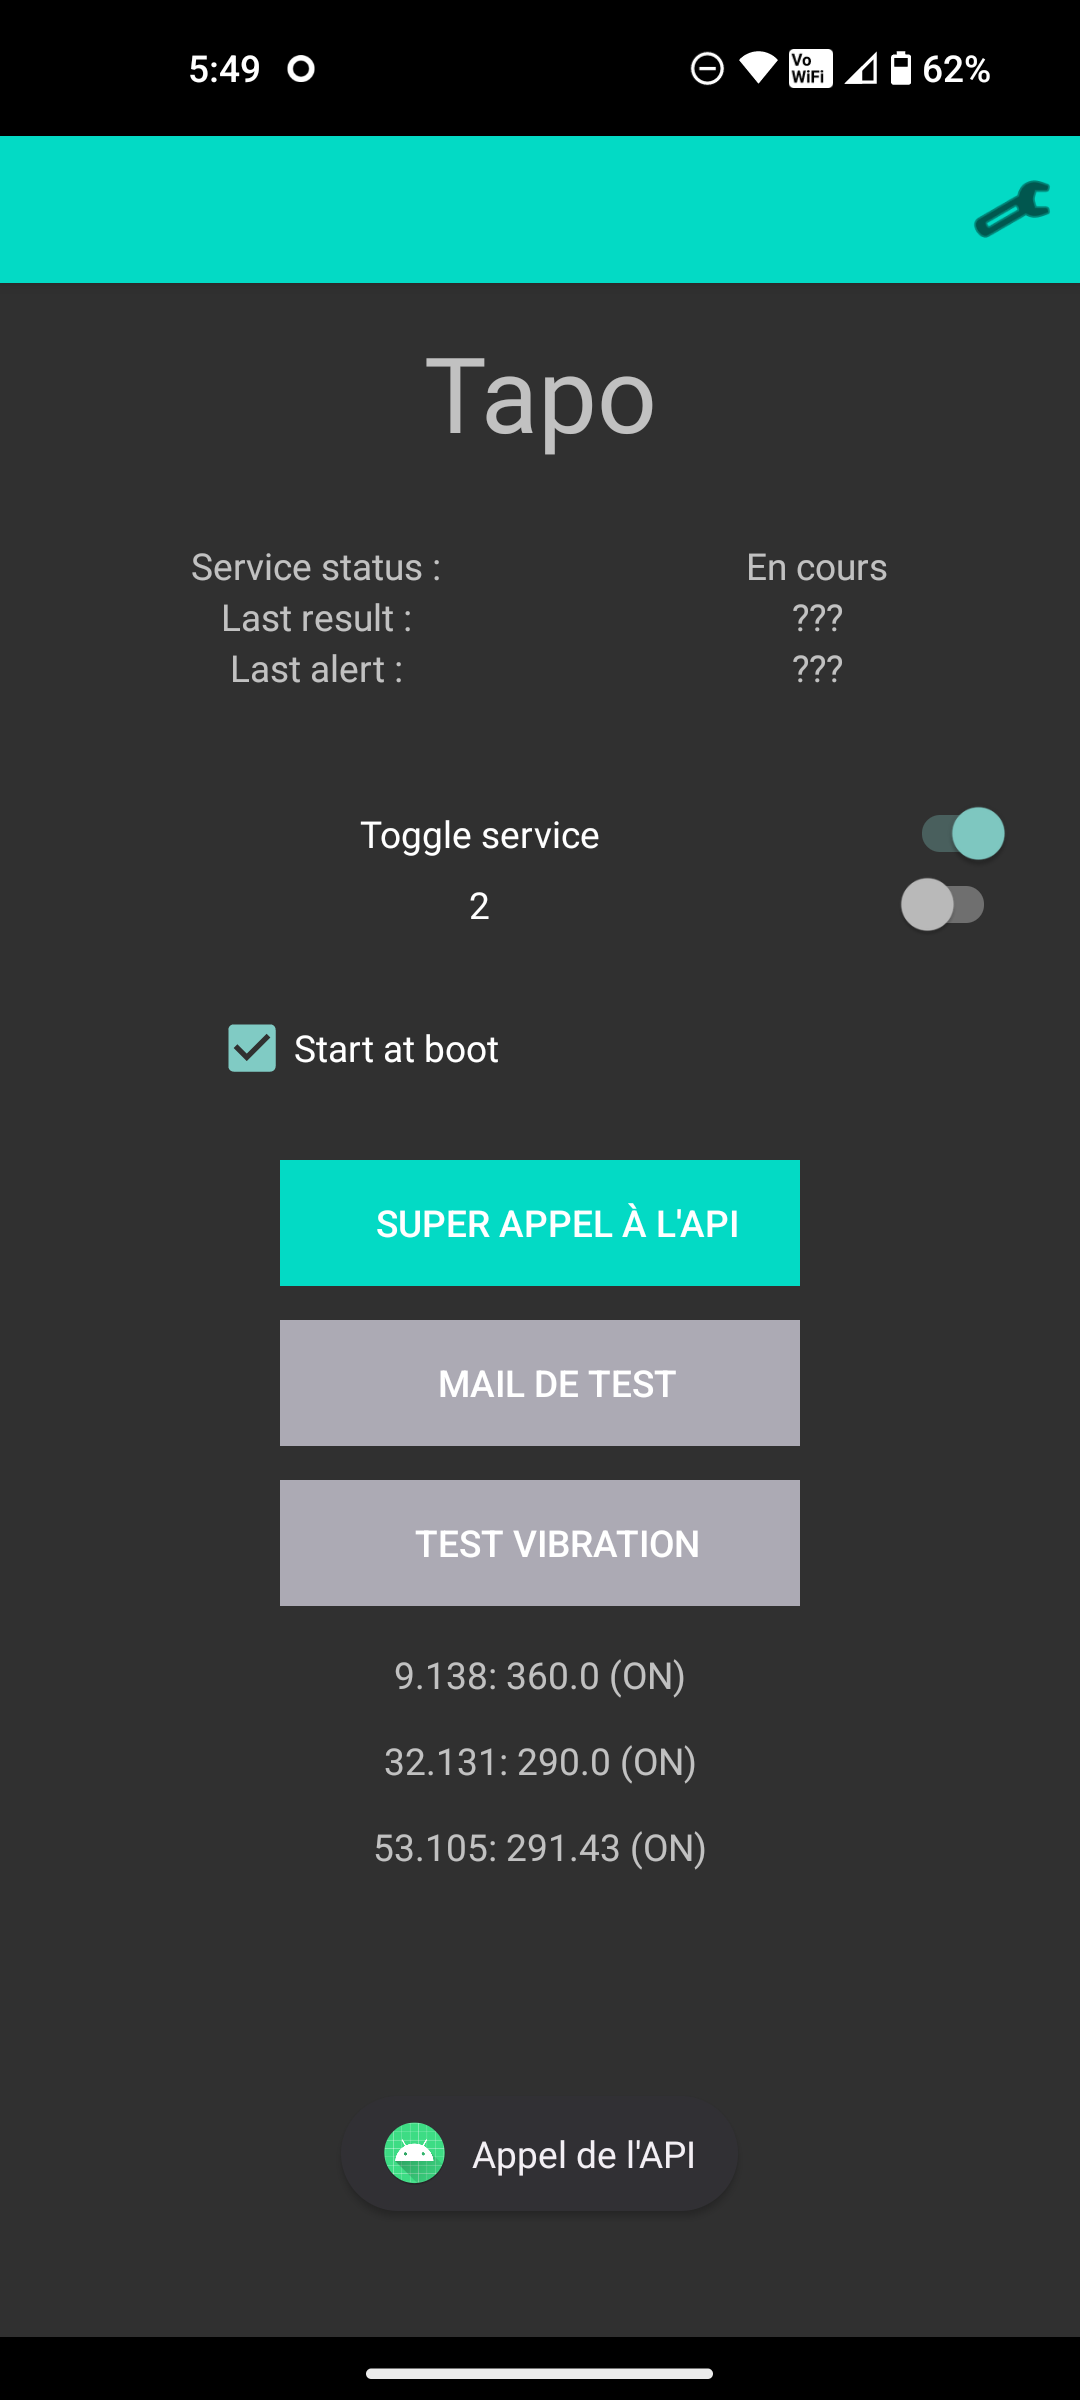 5:49 Vo WiFi 62%
Tapo
Service status : En cours
Last result : ???
Last alert : ???
Toggle service
2
Start at boot
SUPER APPEL À L'API
MAIL DE TEST
TEST VIBRATION
9.138: 360.0 (ON)
32.131: 290.0 (ON)
53.105: 291.43 (ON)
Appel de l'API